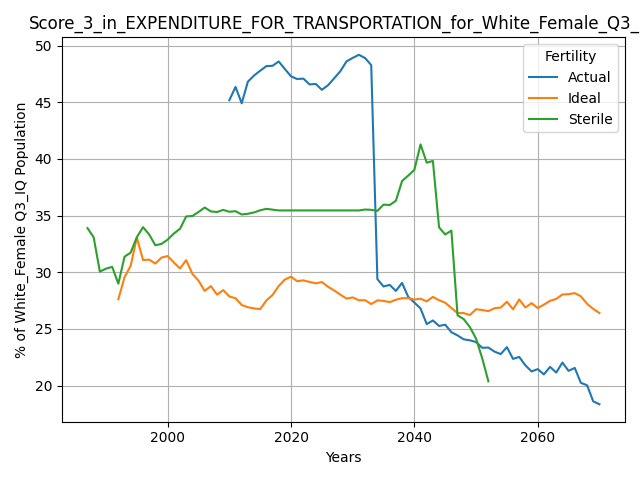 Score_3_in_EXPENDITURE_FOR_TRANSPORTATION_for_White_Female_Q3_
% of White_Female Q3_IQ Population
50
45
40
35
30
25
20
2000
2020
2040
2060
Years
Fertility
Actual
Ideal
Sterile